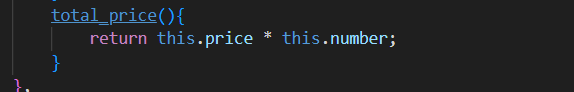 total_price(){
return this.price * this.number;
}
},